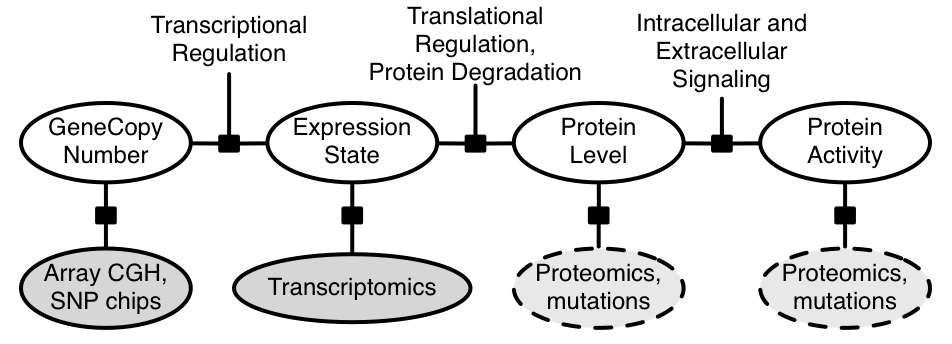 Transcriptional
Regulation
Translational
Regulation,
Protein Degradation
Intracellular and
Extracellular
Signaling
GeneCopy
Number
Expression
State
Protein
Level
Protein
Activity
Array CGH,
SNP chips
Transcriptomics
Proteomics,
mutations
Proteomics,
mutations